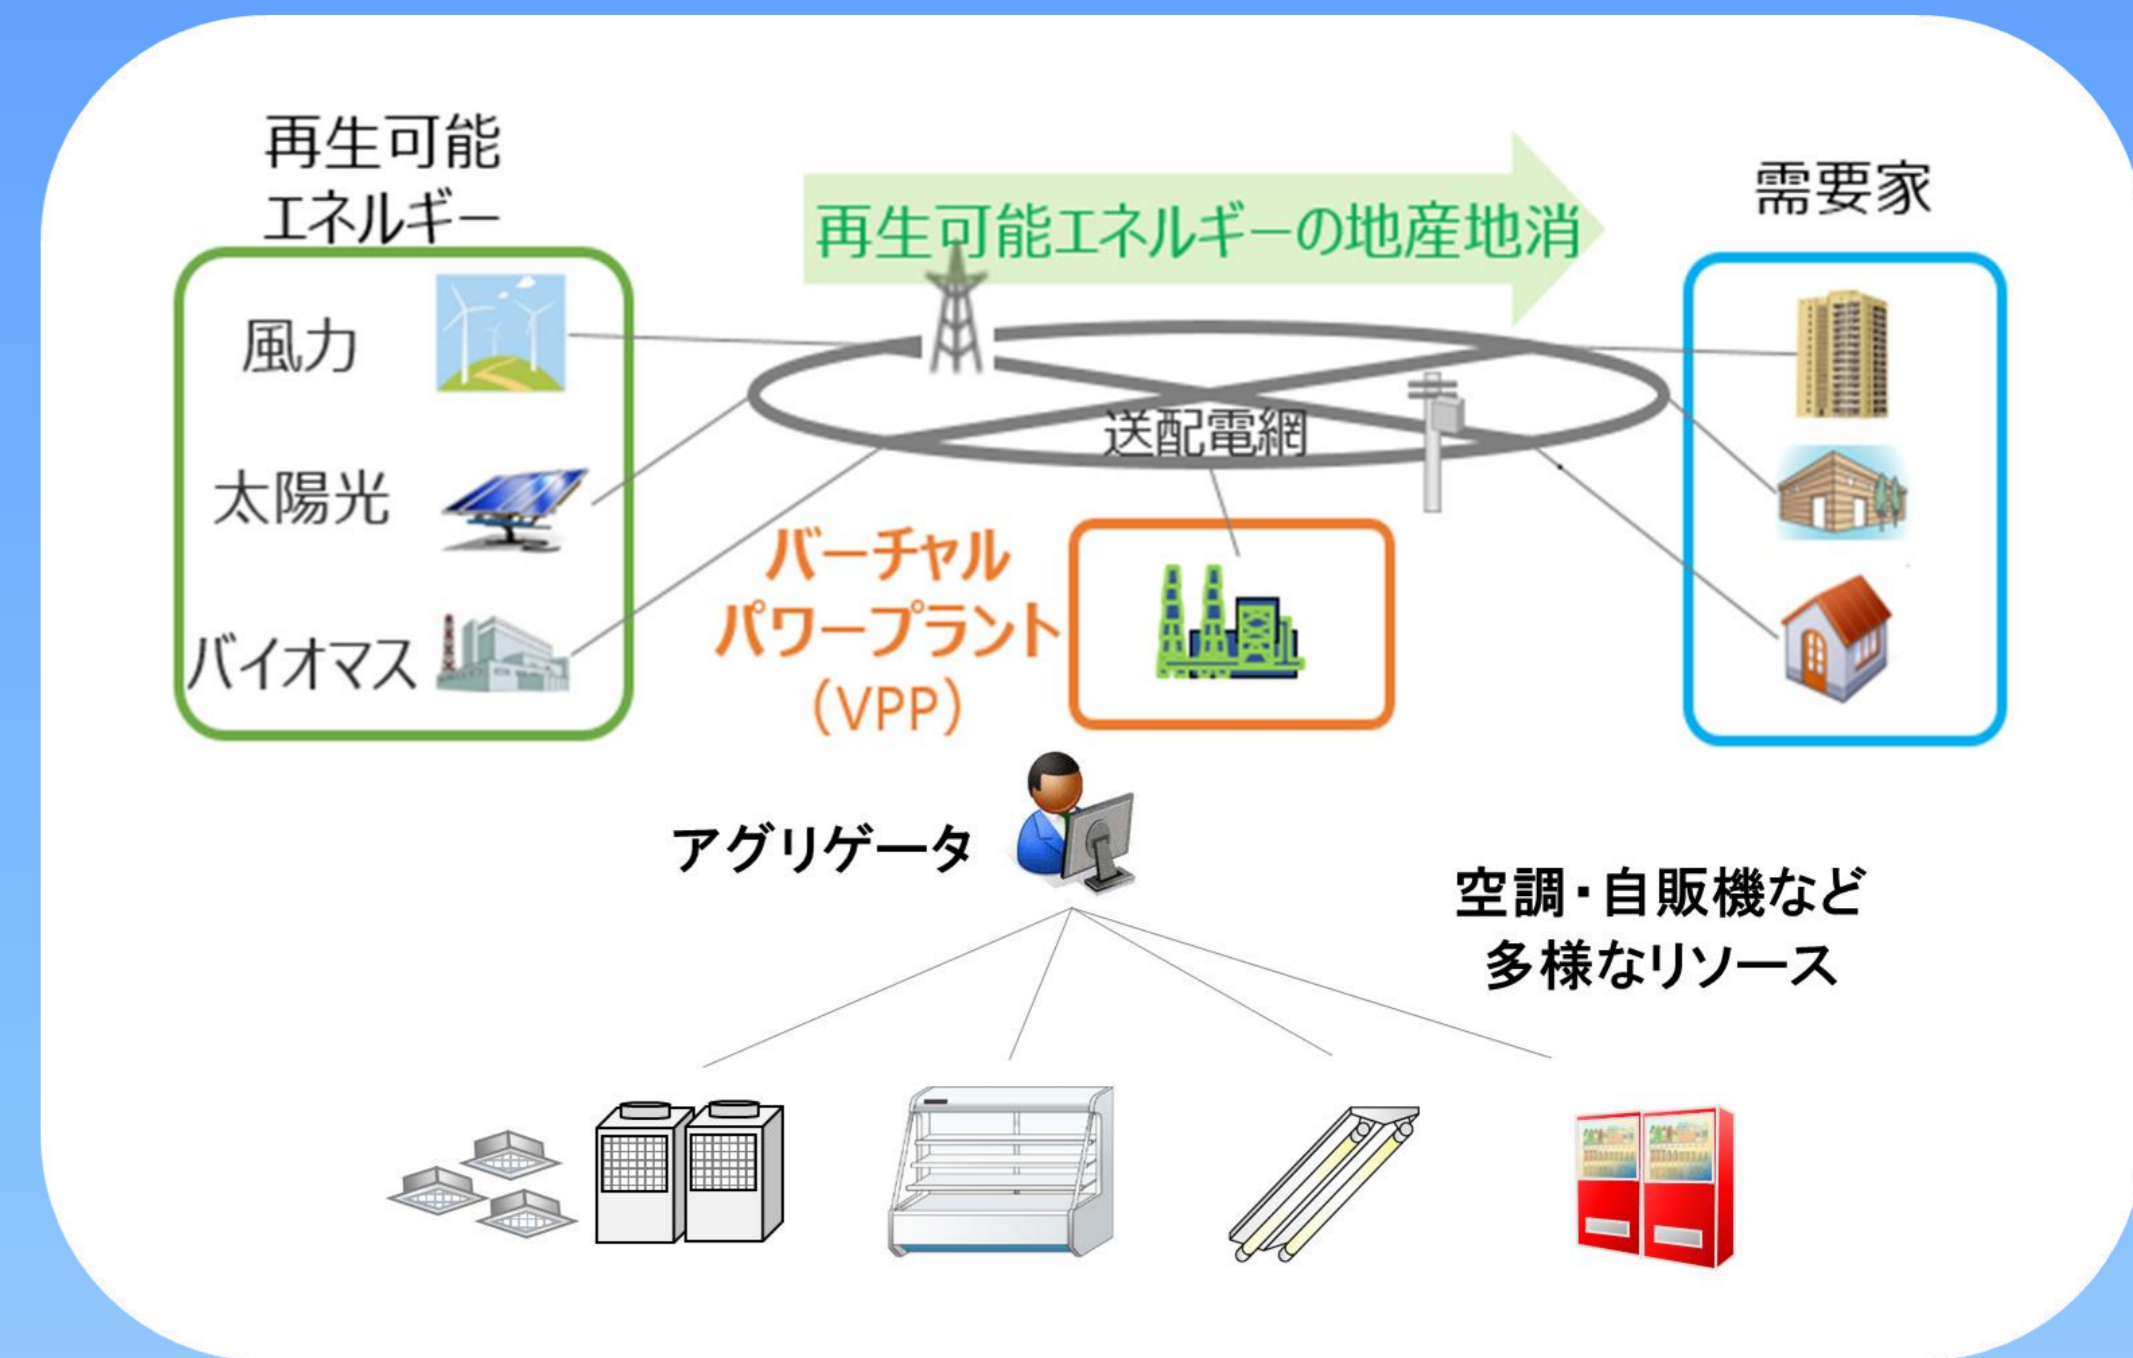 再生可能
エネルギー
風力
太陽光
バイオマス
再生可能エネルギーの地産地消
送配電網
需要家
バーチャル
パワープラント
(VPP)
アグリゲータ
空調・自販機など
多様なリソース